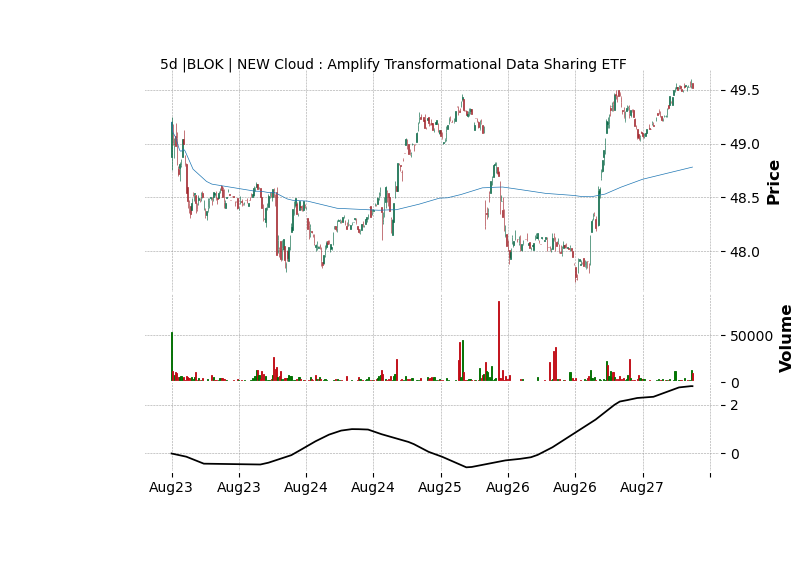 5d |BLOK | NEW Cloud : Amplify Transformational Data Sharing ETF
49.5
49.0
48.5
48.0
Price
50000
0
Volume
2
0
Aug23 Aug23 Aug24 Aug24 Aug25 Aug26 Aug26 Aug27